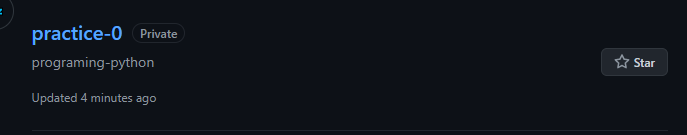 practice-0 Private
programing-python
Star
Updated 4 minutes ago